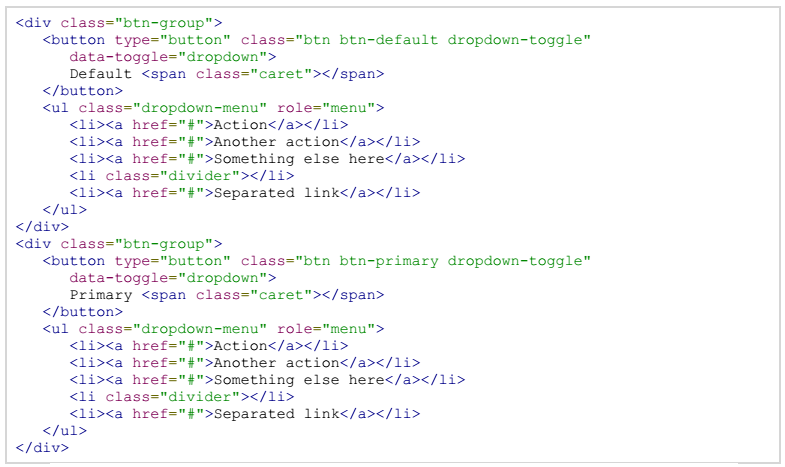 <div class="btn-group">
   <button type="button" class="btn btn-default dropdown-toggle"
      data-toggle="dropdown">
      Default <span class="caret"></span>
   </button>
   <ul class="dropdown-menu" role="menu">
      <li><a href="#">Action</a></li>
      <li><a href="#">Another action</a></li>
      <li><a href="#">Something else here</a></li>
      <li class="divider"></li>
      <li><a href="#">Separated link</a></li>
   </ul>
</div>
<div class="btn-group">
   <button type="button" class="btn btn-primary dropdown-toggle"
      data-toggle="dropdown">
      Primary <span class="caret"></span>
   </button>
   <ul class="dropdown-menu" role="menu">
      <li><a href="#">Action</a></li>
      <li><a href="#">Another action</a></li>
      <li><a href="#">Something else here</a></li>
      <li class="divider"></li>
      <li><a href="#">Separated link</a></li>
   </ul>
</div>